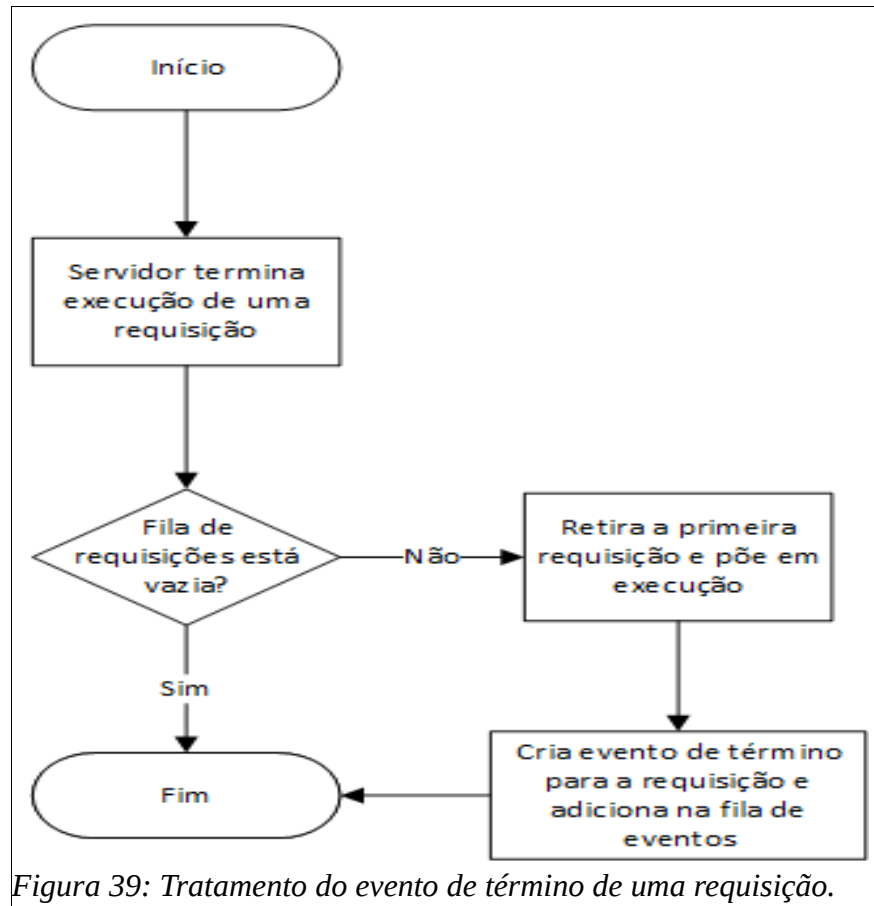 Início
Servidor termina
execução de uma
requisição
Fila de
requisições está
vazia?
Não
Retira a primeira
requisição e põe em
execução
Sim
Cria evento de término
para a requisição e
adiciona na fila de
eventos
Fim
Figura 39: Tratamento do evento de término de uma requisição.